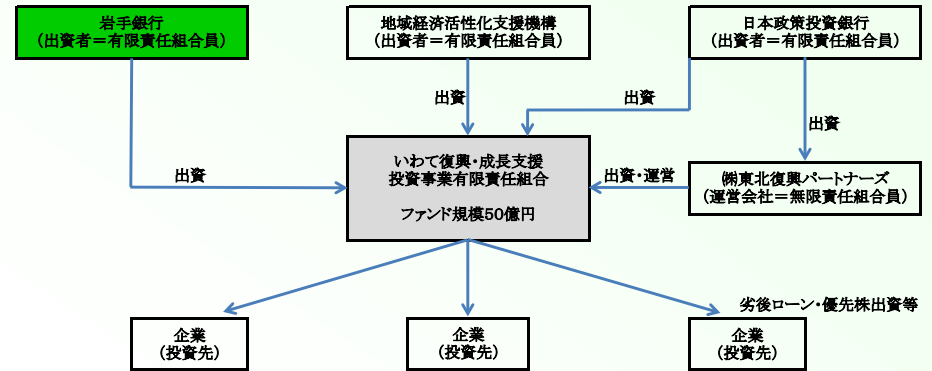 岩手銀行
(出資者＝有限責任組合員)
地域経済活性化支援機構
(出資者＝有限責任組合員)
日本政策投資銀行
(出資者＝有限責任組合員)
出資
出資
出資
いわて復興・成長支援
投資事業有限責任組合
ファンド規模50億円
出資
出資・運営
㈱東北復興パートナーズ
(運営会社＝無限責任組合員)
劣後ローン・優先株出資等
企業
(投資先)
企業
(投資先)
企業
(投資先)